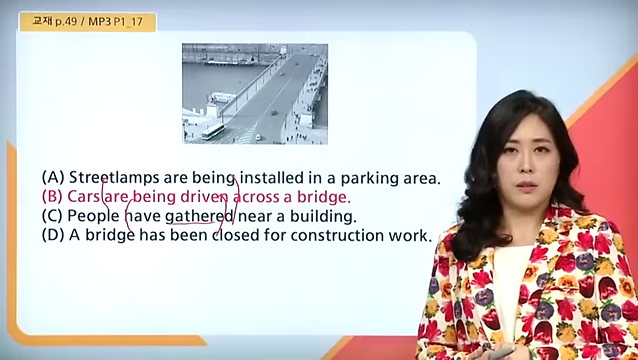 교재 p.49 / MP3 P1_17
(A) Streetlamps are being installed in a parking area.
(B) Cars are being driven across a bridge.
(C) People have gathered near a building.
(D) A bridge has been closed for construction work.